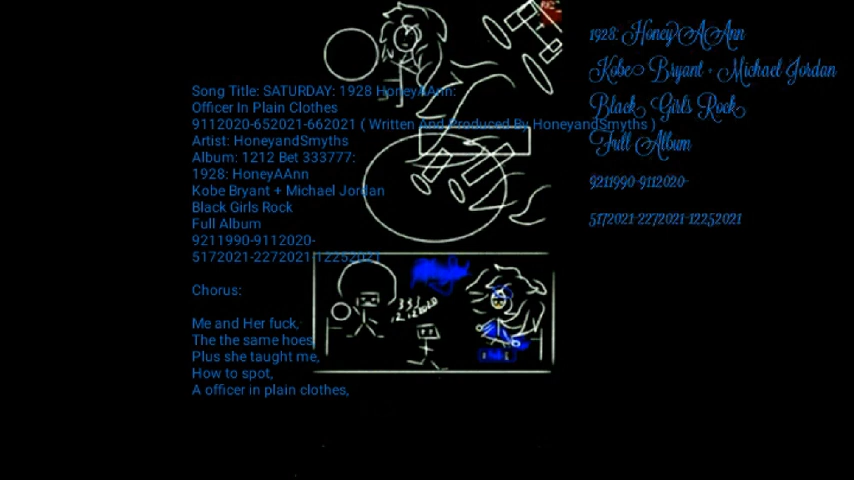 Song Title: SATURDAY: 1928 HoneyAAnn:
Officer In Plain Clothes
9112020-652021-662021 ( Written And Produced By HoneyandSmyths )
Artist: HoneyandSmyths
Album: 1212 Bet 333777:
1928: HoneyAAnn
Kobe Bryant + Michael Jordan
Black Girls Rock
Full Album
9211990-9112020-
5172021-2272021-12252021
Chorus:
Me and Her fuck,
The the same hoes
Plus she taught me,
How to spot,
A officer in plain clothes,
1928: HoneyAAnn
Kobe Bryant + Michael Jordan
Black Girls Rock
Full Album
9211990-9112020-
5172021-2272021-12252021